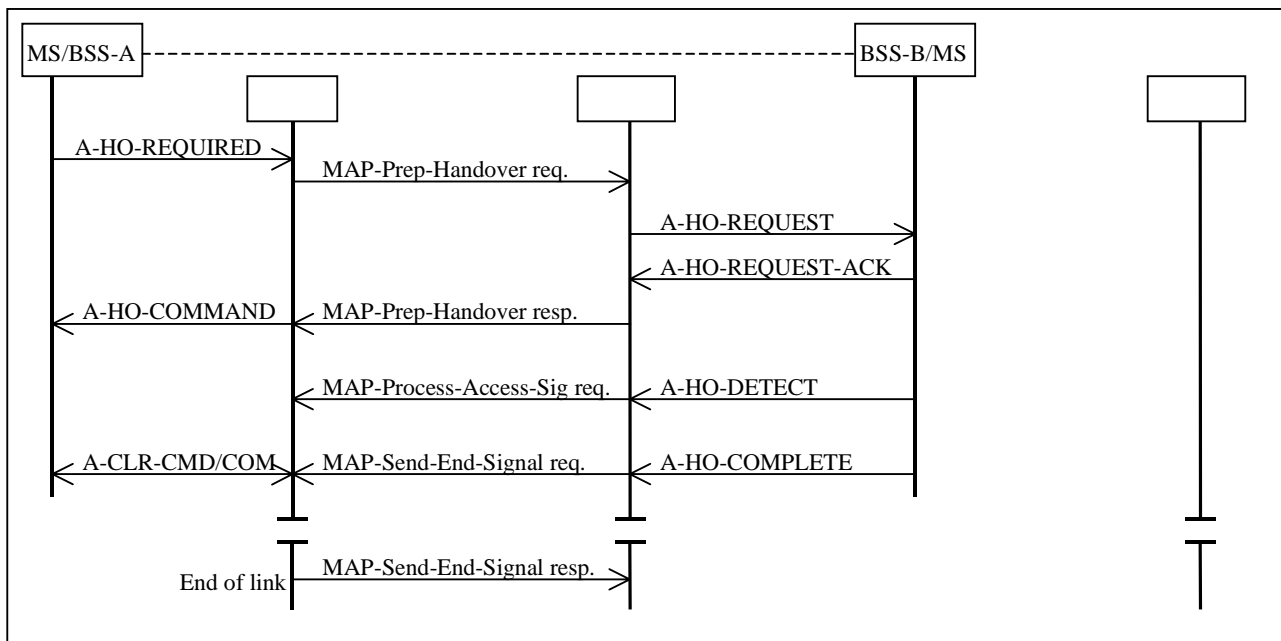 MS/BSS-A
BSS-B/MS
A-HO-REQUIRED
MAP-Prep-Handover req.
A-HO-REQUEST
A-HO-REQUEST-ACK
A-HO-COMMAND
MAP-Prep-Handover resp.
MAP-Process-Access-Sig req.
A-HO-DETECT
A-CLR-CMD/COM
MAP-Send-End-Signal req.
A-HO-COMPLETE
MAP-Send-End-Signal resp.
End of link